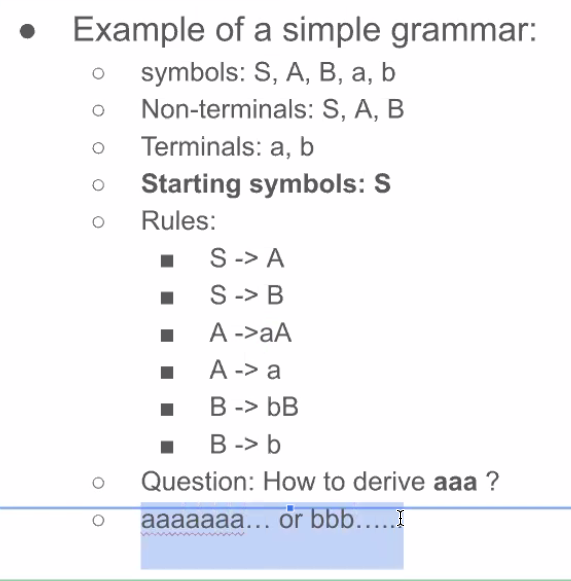 ● Example of a simple grammar:
○ symbols: S, A, B, a, b
○ Non-terminals: S, A, B
○ Terminals: a, b
○ Starting symbols: S
○ Rules:
■ S -> A
■ S -> B
■ A ->aA
■ A -> a
■ B -> bB
■ B -> b
○ Question: How to derive aaa ?
○ aaaaaaa… or bbb…...